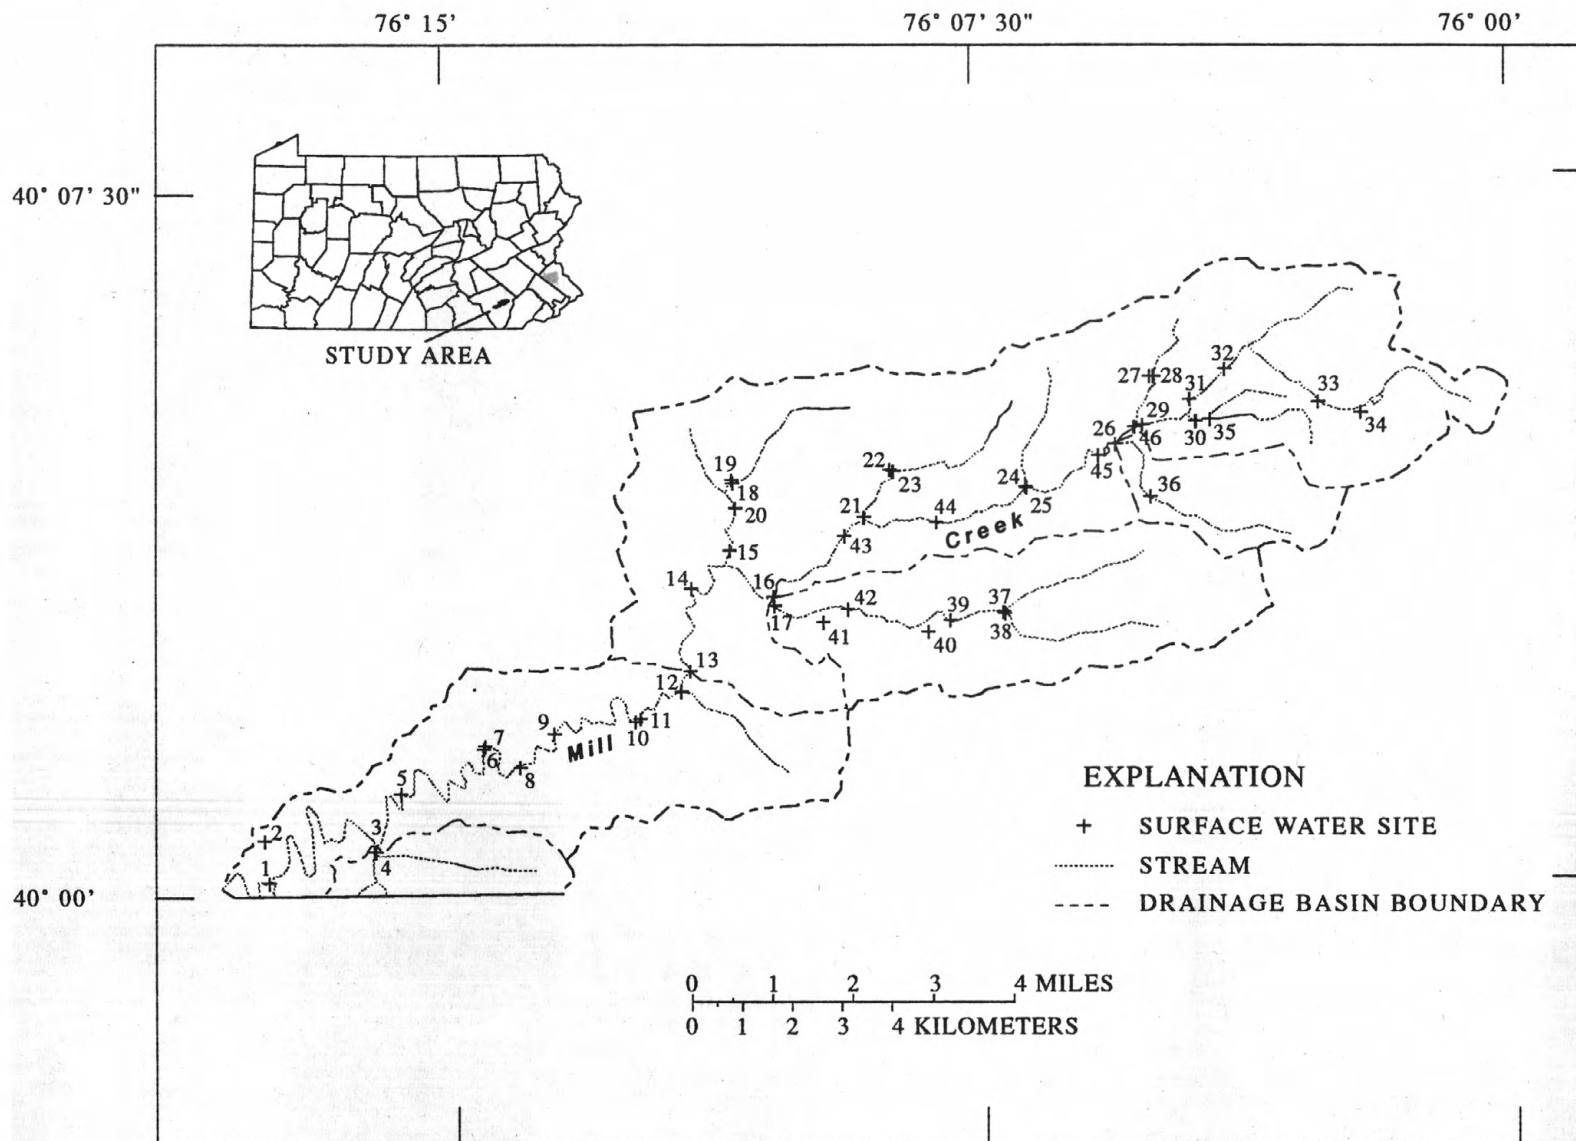 76° 15' 76° 07' 30" 76° 00'
40° 07' 30"
STUDY AREA
32
27 28 31 33
29
26 46 30 35 34
19 22 45
18 23 24 36
20 21 44 25
15 43 Creek
14 16
42 37
17 39
41 40 38
13
12
9 11
7 10
6 Mill
8
5
EXPLANATION
2 3 + SURFACE WATER SITE
1 4 STREAM
40° 00' DRAINAGE BASIN BOUNDARY
0 1 2 3 4 MILES
0 1 2 3 4 KILOMETERS